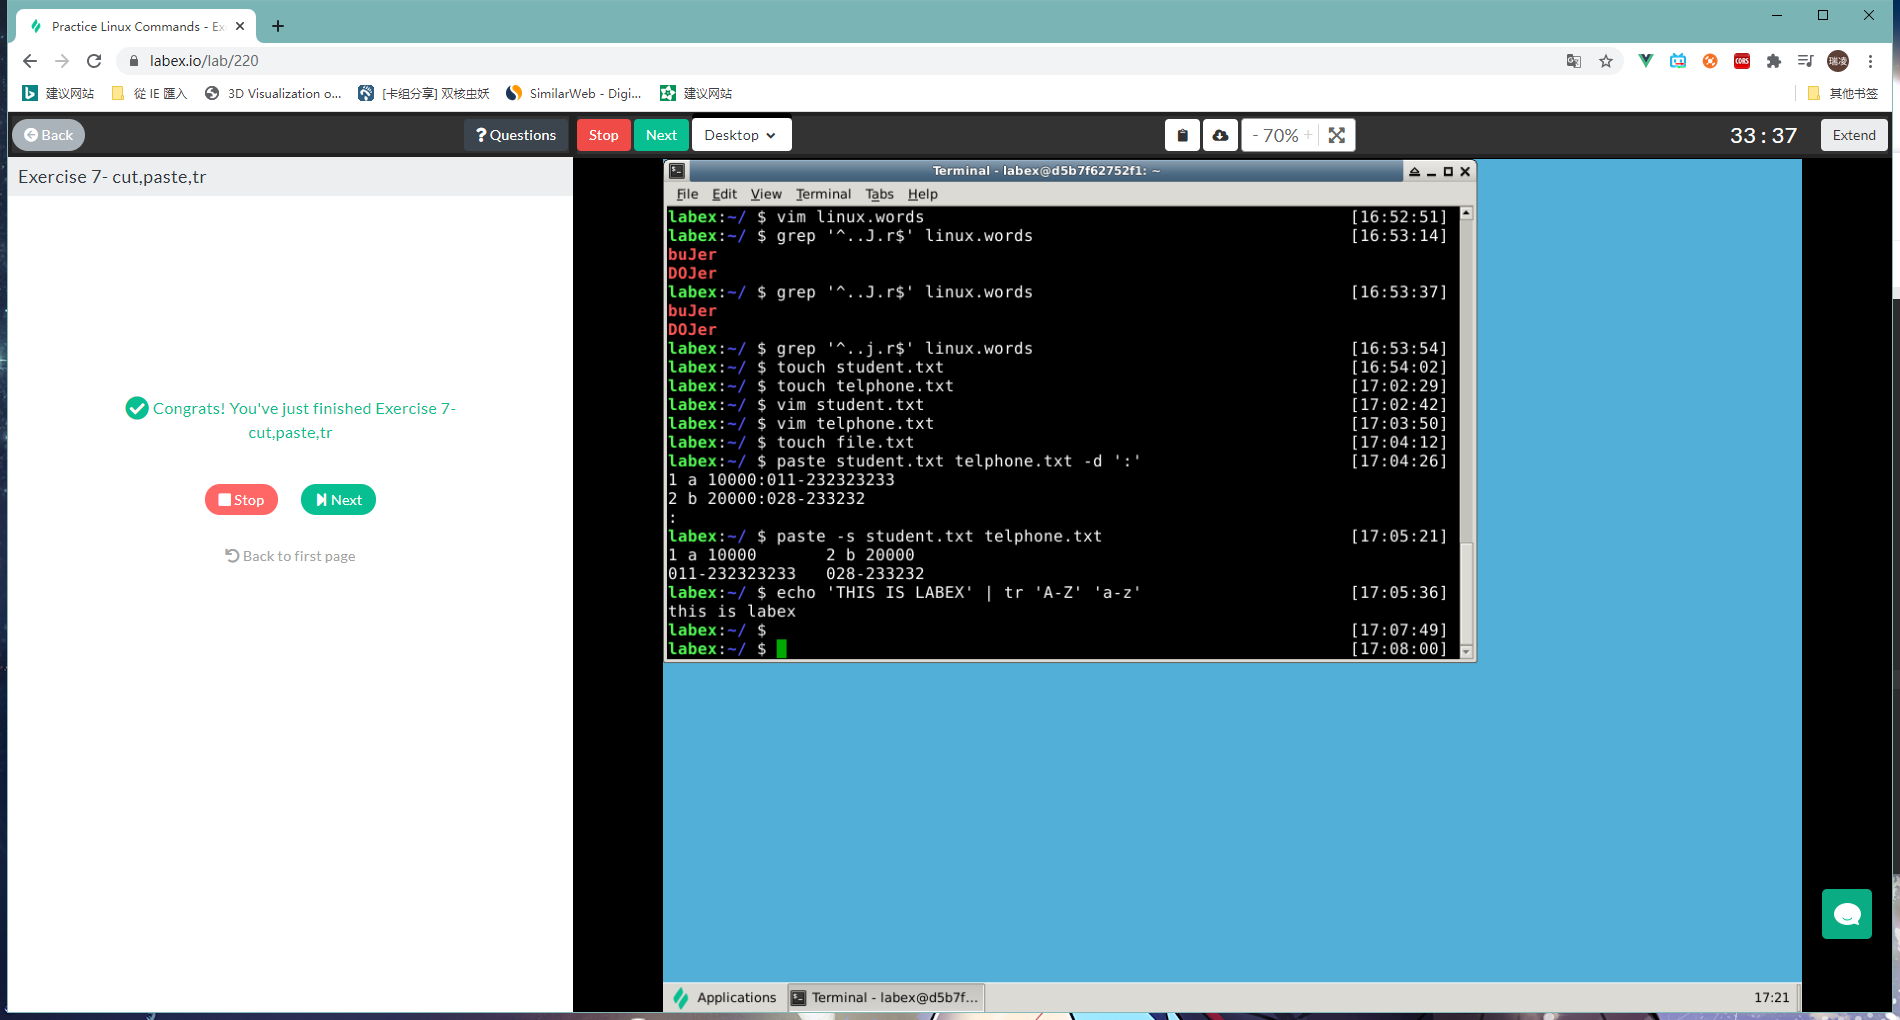 Practice Linux Commands - Ex
labex.io/lab/220
CORS
瑞凌
建议网站
從 IE 匯入
3D Visualization o...
[卡组分享] 双核虫妖
SimilarWeb - Digi...
建议网站
其他书签
Back
? Questions
Stop
Next
Desktop
- 70% +
33 : 37
Extend
Exercise 7- cut,paste,tr
Congrats! You've just finished Exercise 7-
cut,paste,tr
Stop
Next
Back to first page
Terminal - labex@d5b7f62752f1: ~
File Edit View Terminal Tabs Help
labex:~/ $ vim linux.words [16:52:51]
labex:~/ $ grep '^..J.r$' linux.words [16:53:14]
buJer
DOJer
labex:~/ $ grep '^..J.r$' linux.words [16:53:37]
buJer
DOJer
labex:~/ $ grep '^..j.r$' linux.words [16:53:54]
labex:~/ $ touch student.txt [16:54:02]
labex:~/ $ touch telphone.txt [17:02:29]
labex:~/ $ vim student.txt [17:02:42]
labex:~/ $ vim telphone.txt [17:03:50]
labex:~/ $ touch file.txt [17:04:12]
labex:~/ $ paste student.txt telphone.txt -d ':' [17:04:26]
1 a 10000:011-232323233
2 b 20000:028-233232
:
labex:~/ $ paste -s student.txt telphone.txt [17:05:21]
1 a 10000 2 b 20000
011-232323233 028-233232
labex:~/ $ echo 'THIS IS LABEX' | tr 'A-Z' 'a-z' [17:05:36]
this is labex
labex:~/ $ [17:07:49]
labex:~/ $ [17:08:00]
Applications
Terminal - labex@d5b7f...
17:21